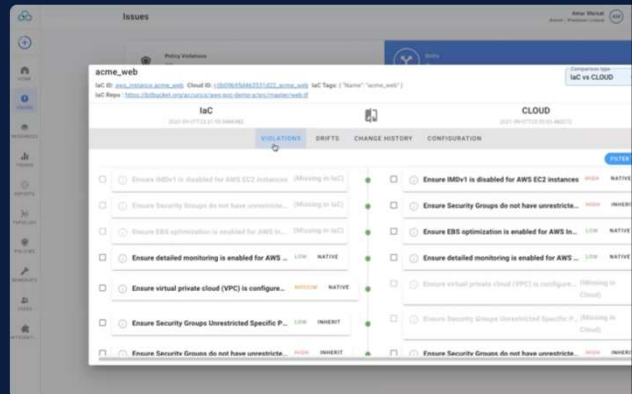 Issues
Policy Violations
Drifts
acme_web
Comparison type
IaC vs CLOUD
IaC ID: aws_instance.acme_web Cloud ID: acme_web IaC Tags: { "Name": "acme_web" }
IaC Repo :
IaC
CLOUD
VIOLATIONS DRIFTS CHANGE HISTORY CONFIGURATION
FILTER
Ensure IMDv1 is disabled for AWS EC2 instances (Missing in IaC)
Ensure IMDv1 is disabled for AWS EC2 instances HIGH NATIVE
Ensure Security Groups do not have unrestricte... (Missing in IaC)
Ensure Security Groups do not have unrestricte... HIGH INHERIT
Ensure EBS optimization is enabled for AWS In... (Missing in IaC)
Ensure EBS optimization is enabled for AWS In... LOW NATIVE
Ensure detailed monitoring is enabled for AWS ... LOW NATIVE
Ensure detailed monitoring is enabled for AWS ... LOW NATIVE
Ensure virtual private cloud (VPC) is configure... MEDIUM NATIVE
Ensure virtual private cloud (VPC) is configure... (Missing in
Cloud)
Ensure Security Groups Unrestricted Specific P... LOW INHERIT
Ensure Security Groups Unrestricted Specific P... (Missing in
Cloud)
Ensure Security Groups do not have unrestricte... HIGH INHERIT
Ensure Security Groups do not have unrestricte... HIGH INHERIT